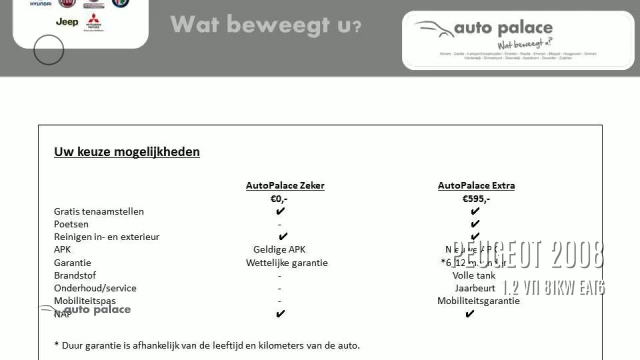 Jeep
Wat beweegt u?
auto palace
Wat beweegt u?
Uw keuze mogelijkheden
AutoPalace Zeker AutoPalace Extra
€0,- €595,-
Gratis tenaamstellen ✔ ✔
Poetsen - ✔
Reinigen in- en exterieur ✔ ✔
APK Geldige APK
Garantie Wettelijke garantie
Brandstof - Volle tank
Onderhoud/service - Jaarbeurt
Mobiliteitspas - Mobiliteitsgarantie
NAP ✔ ✔
PEUGEOT 2008
1.2 VTI 81KW EAT6
auto palace
* Duur garantie is afhankelijk van de leeftijd en kilometers van de auto.